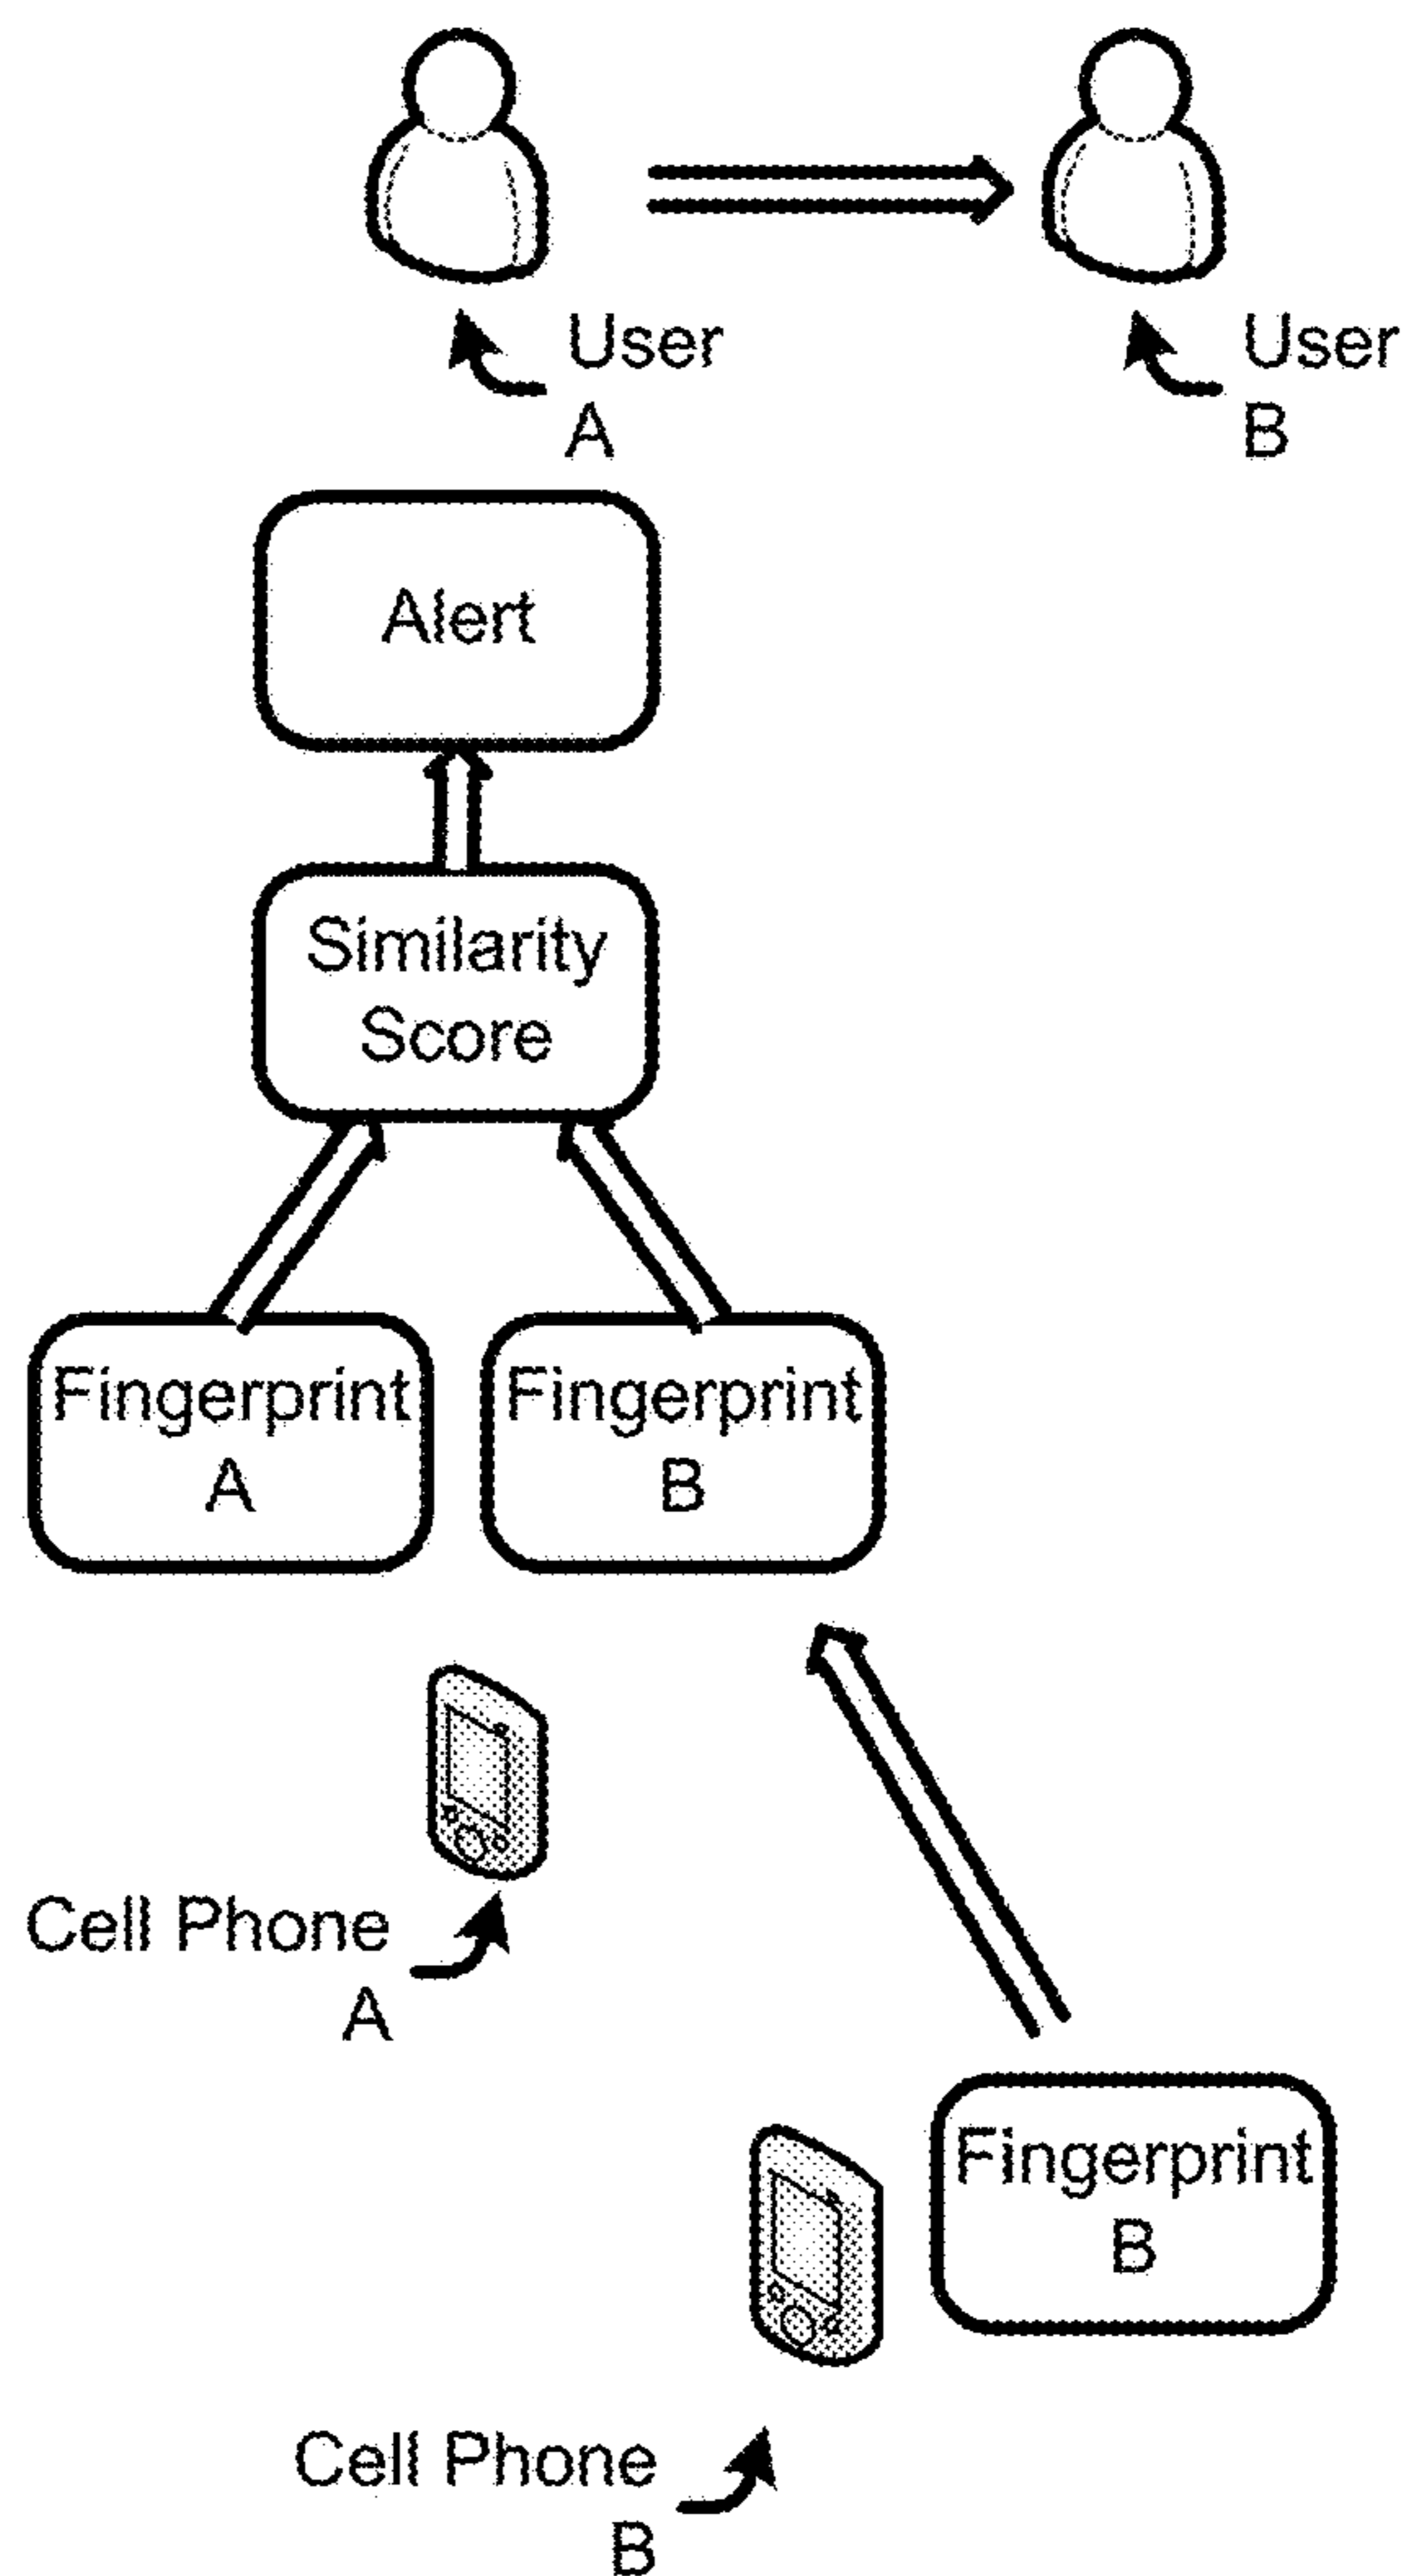 User
A
User
B
Alert
Similarity
Score
Fingerprint
A
Fingerprint
B
Cell Phone
A
Fingerprint
B
Cell Phone
B